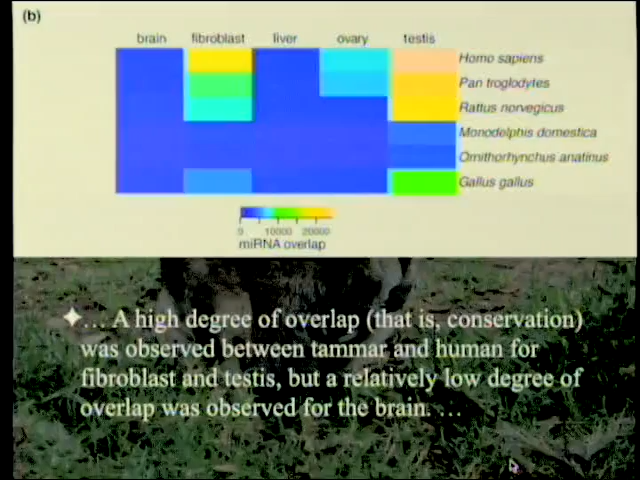 (b)
brain fibroblast liver ovary testis
Homo sapiens
Pan troglodytes
Rattus norvegicus
Monodelphis domestica
Ornithorhynchus anatinus
Gallus gallus
0 10000 20000
miRNA overlap
✦… A high degree of overlap (that is, conservation)
was observed between tammar and human for
fibroblast and testis, but a relatively low degree of
overlap was observed for the brain. …